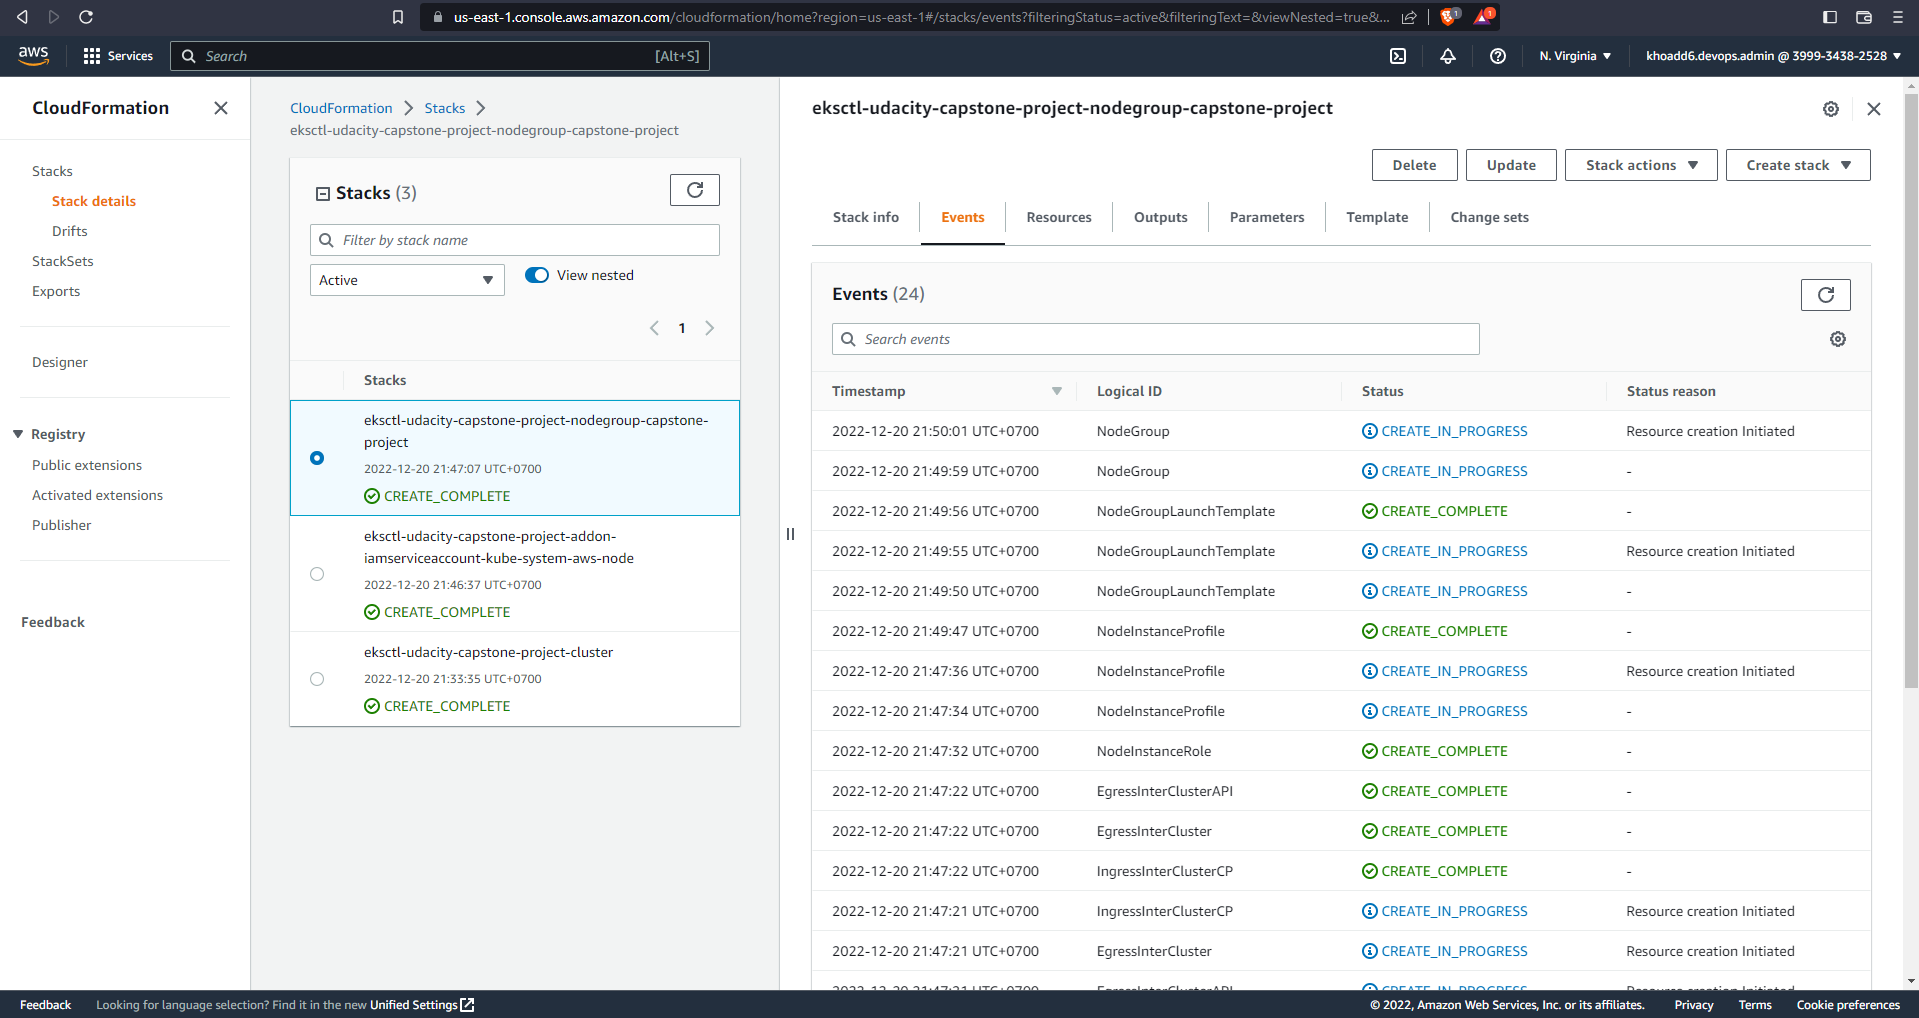 us-east-1.console.aws.amazon.com/cloudformation/home?region=us-east-1#/stacks/events?filteringStatus=active&filteringText=&viewNested=true&...
1
1
aws
Services
Search
[Alt+S]
N. Virginia
khoadd6.devops.admin @ 3999-3438-2528
CloudFormation
Stacks
Stack details
Drifts
StackSets
Exports
Designer
Registry
Public extensions
Activated extensions
Publisher
Feedback
CloudFormation
Stacks
eksctl-udacity-capstone-project-nodegroup-capstone-project
Stacks (3)
Filter by stack name
Active
View nested
1
Stacks
eksctl-udacity-capstone-project-nodegroup-capstone-
project
2022-12-20 21:47:07 UTC+0700
CREATE_COMPLETE
eksctl-udacity-capstone-project-addon-
iamserviceaccount-kube-system-aws-node
2022-12-20 21:46:37 UTC+0700
CREATE_COMPLETE
eksctl-udacity-capstone-project-cluster
2022-12-20 21:33:35 UTC+0700
CREATE_COMPLETE
eksctl-udacity-capstone-project-nodegroup-capstone-project
Delete
Update
Stack actions
Create stack
Stack info
Events
Resources
Outputs
Parameters
Template
Change sets
Events (24)
Search events
Timestamp Logical ID Status Status reason
2022-12-20 21:50:01 UTC+0700 NodeGroup CREATE_IN_PROGRESS Resource creation Initiated
2022-12-20 21:49:59 UTC+0700 NodeGroup CREATE_IN_PROGRESS -
2022-12-20 21:49:56 UTC+0700 NodeGroupLaunchTemplate CREATE_COMPLETE -
2022-12-20 21:49:55 UTC+0700 NodeGroupLaunchTemplate CREATE_IN_PROGRESS Resource creation Initiated
2022-12-20 21:49:50 UTC+0700 NodeGroupLaunchTemplate CREATE_IN_PROGRESS -
2022-12-20 21:49:47 UTC+0700 NodeInstanceProfile CREATE_COMPLETE -
2022-12-20 21:47:36 UTC+0700 NodeInstanceProfile CREATE_IN_PROGRESS Resource creation Initiated
2022-12-20 21:47:34 UTC+0700 NodeInstanceProfile CREATE_IN_PROGRESS -
2022-12-20 21:47:32 UTC+0700 NodeInstanceRole CREATE_COMPLETE -
2022-12-20 21:47:22 UTC+0700 EgressInterClusterAPI CREATE_COMPLETE -
2022-12-20 21:47:22 UTC+0700 EgressInterCluster CREATE_COMPLETE -
2022-12-20 21:47:22 UTC+0700 IngressInterClusterCP CREATE_COMPLETE -
2022-12-20 21:47:21 UTC+0700 IngressInterClusterCP CREATE_IN_PROGRESS Resource creation Initiated
2022-12-20 21:47:21 UTC+0700 EgressInterCluster CREATE_IN_PROGRESS Resource creation Initiated
2022-12-20 21:47:21 UTC+0700 EgressInterClusterAPI CREATE_IN_PROGRESS Resource creation Initiated
Feedback
Looking for language selection? Find it in the new Unified Settings
© 2022, Amazon Web Services, Inc. or its affiliates.
Privacy
Terms
Cookie preferences